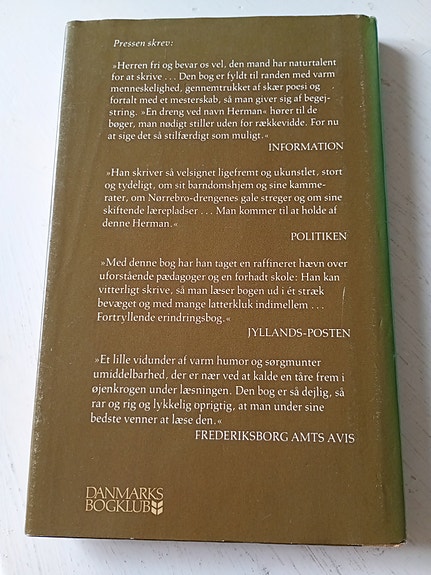 Pressen skrev:
»Herren fri og bevar os vel, den mand har naturtalent
for at skrive . . . Den bog er fyldt til randen med varm
menneskelighed, gennemtrukket af skær poesi og
fortalt med et mesterskab, så man giver sig af begej-
string. »En dreng ved navn Herman« hører til de
bøger, man nødigt stiller uden for rækkevidde. For nu
at sige det så stilfærdigt som muligt.«
INFORMATION
»Han skriver så velsignet ligefremt og ukunstlet, stort
og tydeligt, om sit barndomshjem og sine kamme-
rater, om Nørrebro-drengenes gale streger og om sine
skiftende lærepladser . . . Man kommer til at holde af
denne Herman.«
POLITIKEN
»Med denne bog har han taget en raffineret hævn over
uforstående pædagoger og en forhadt skole: Han kan
vitterligt skrive, så man læser bogen ud i ét stræk
bevæget og med mange latterkluk indimellem . . .
Fortryllende erindringsbog.«
JYLLANDS-POSTEN
»Et lille vidunder af varm humor og sørgmunter
umiddelbarhed, der er nær ved at kalde en tåre frem i
øjenkrogen under læsningen. Den bog er så dejlig, så
rar og rig og lykkelig oprigtig, at man under sine
bedste venner at læse den.«
FREDERIKSBORG AMTS AVIS
DANMARKS
BOGKLUB